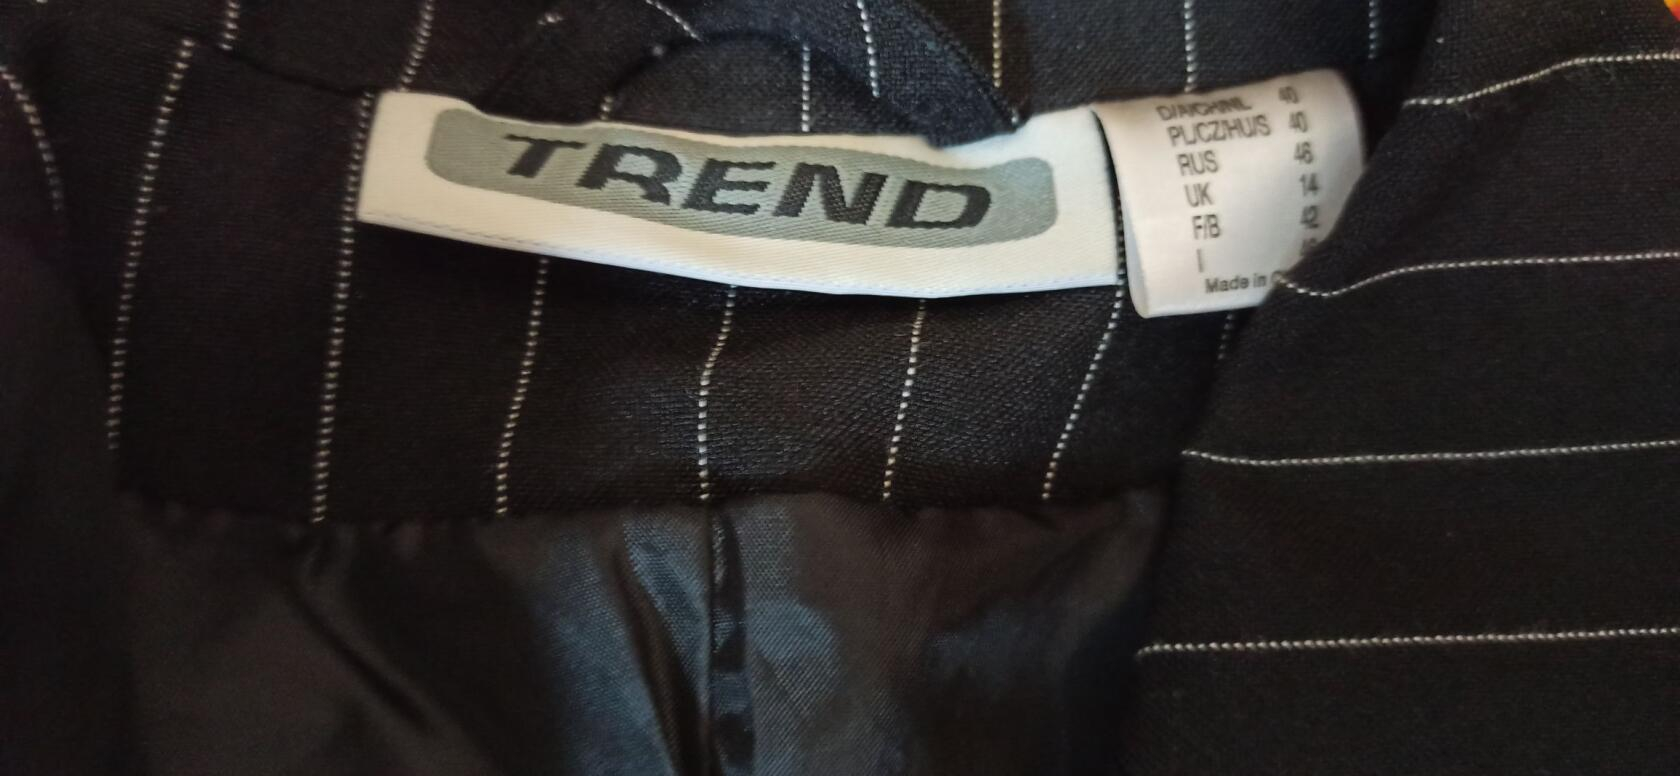 TREND
D/A/CH/NL 40
PL/CZ/HU/S 40
RUS 46
UK 14
F/B 42
I
Made in